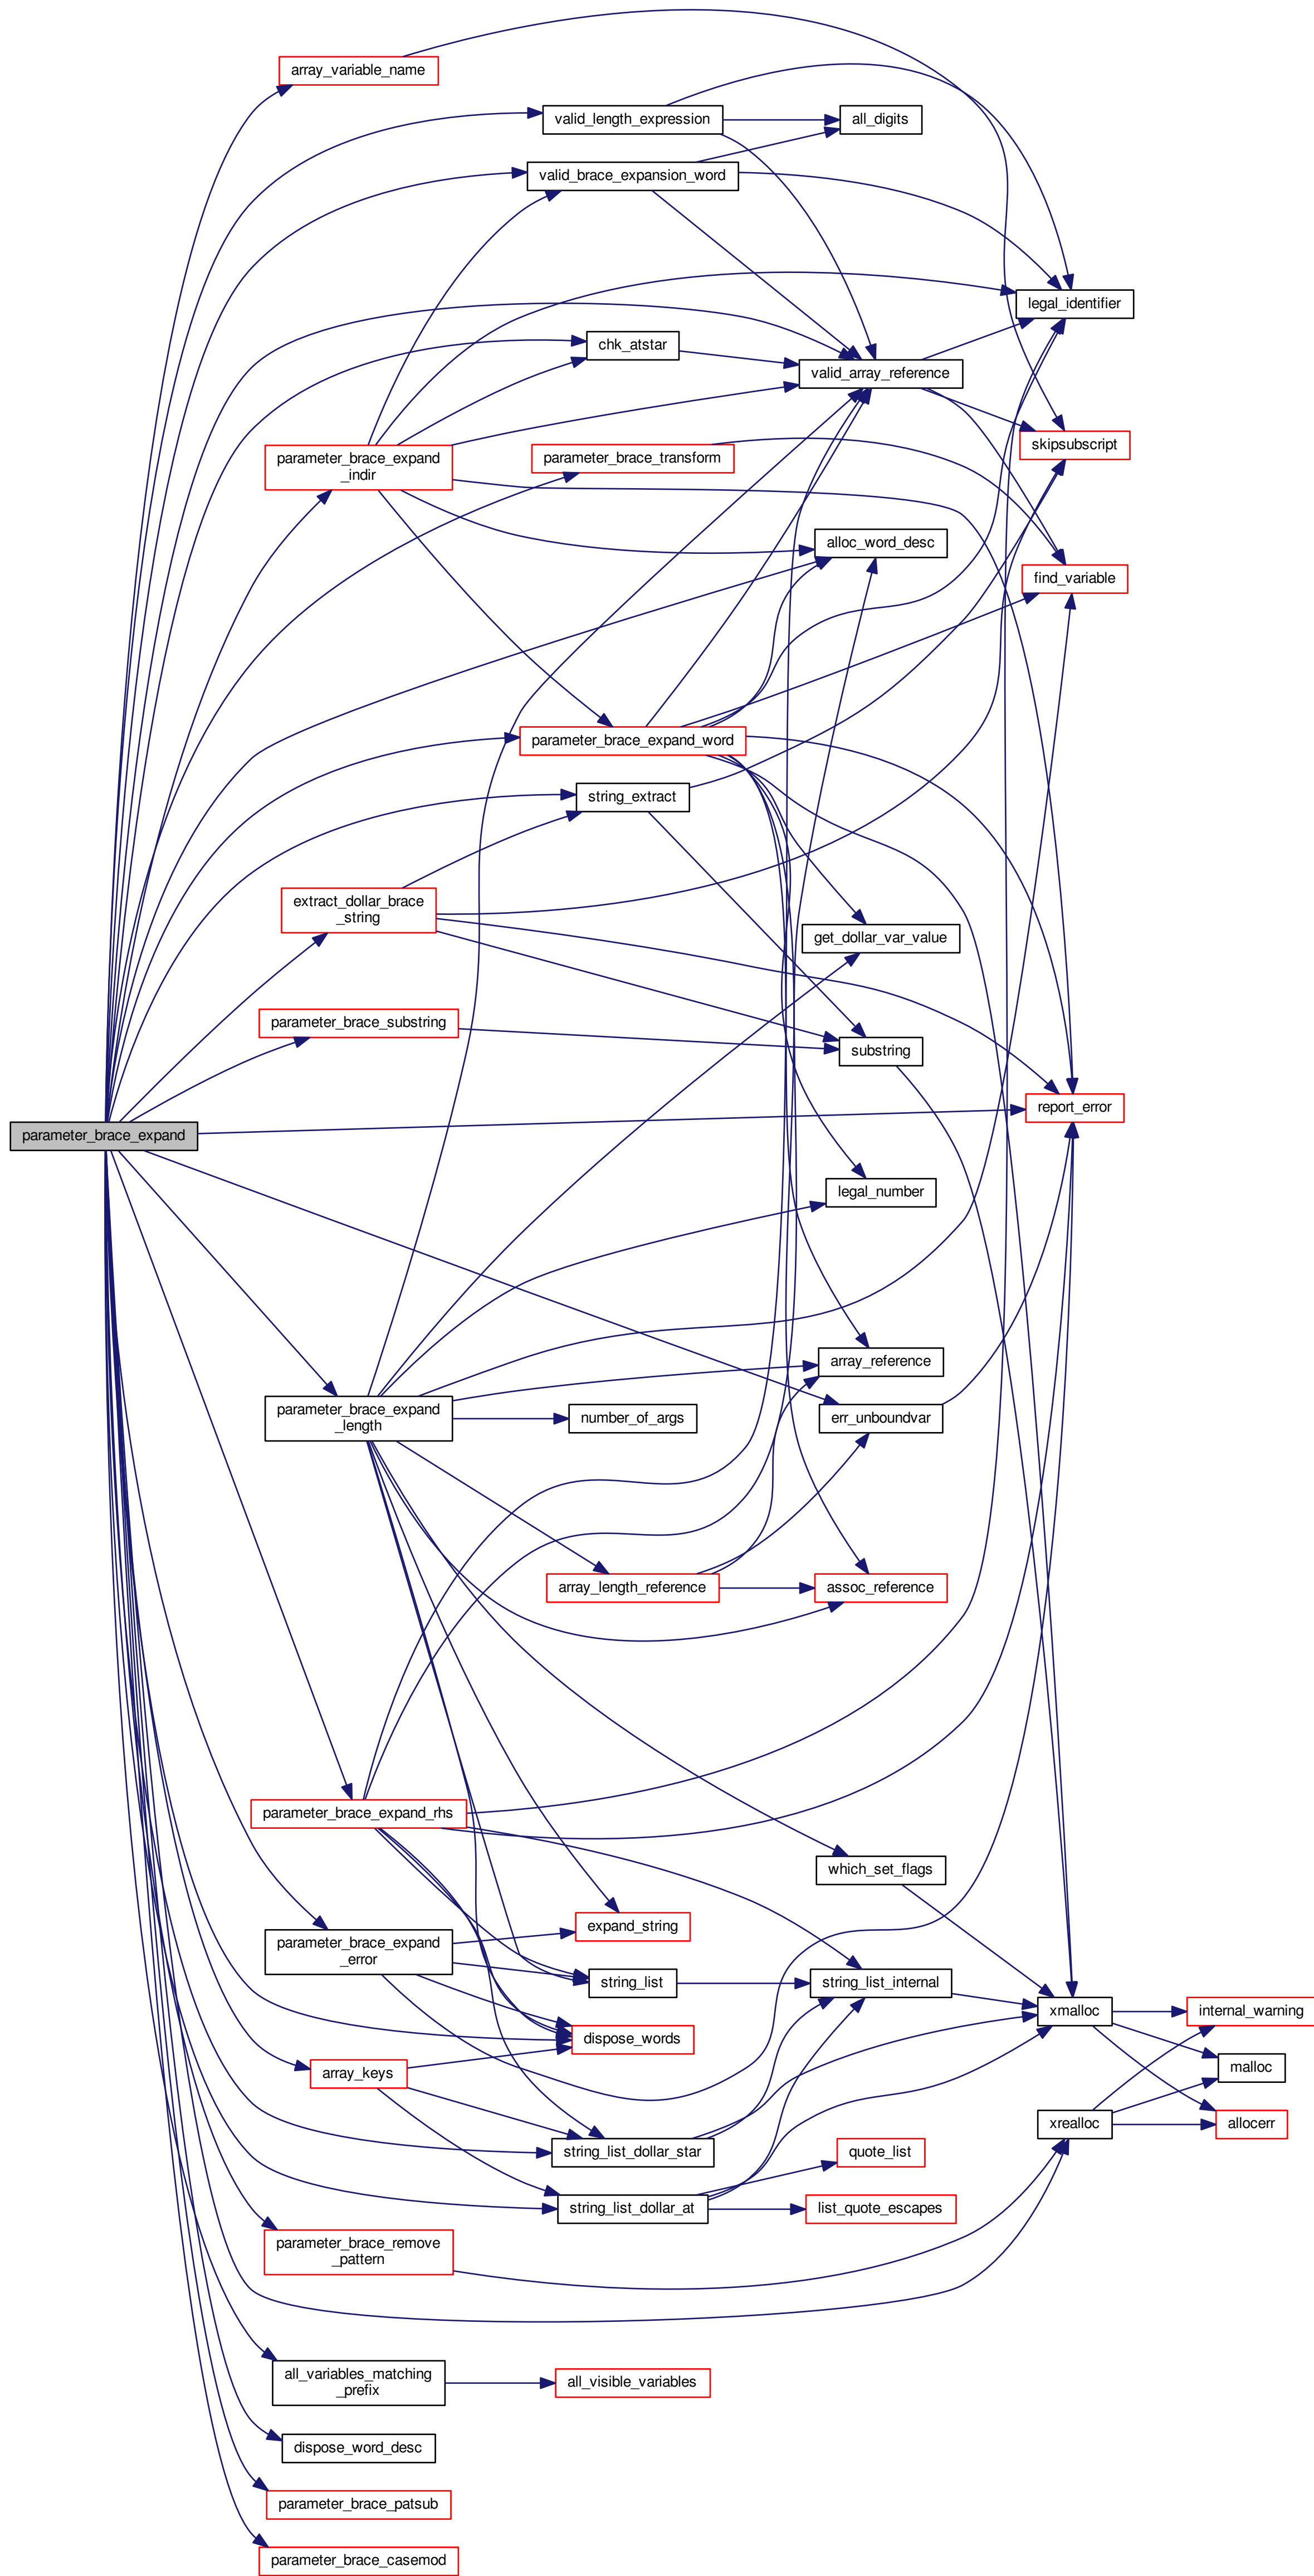 array_variable_name
valid_length_expression
all_digits
valid_brace_expansion_word
legal_identifier
chk_atstar
valid_array_reference
skipsubscript
parameter_brace_expand
_indir
parameter_brace_transform
alloc_word_desc
find_variable
parameter_brace_expand_word
string_extract
extract_dollar_brace
_string
get_dollar_var_value
parameter_brace_substring
substring
report_error
parameter_brace_expand
legal_number
array_reference
parameter_brace_expand
_length
number_of_args
err_unboundvar
array_length_reference
assoc_reference
parameter_brace_expand_rhs
which_set_flags
expand_string
parameter_brace_expand
_error
string_list
string_list_internal
xmalloc
internal_warning
dispose_words
array_keys
malloc
xrealloc
allocerr
string_list_dollar_star
quote_list
string_list_dollar_at
list_quote_escapes
parameter_brace_remove
_pattern
all_variables_matching
_prefix
all_visible_variables
dispose_word_desc
parameter_brace_patsub
parameter_brace_casemod